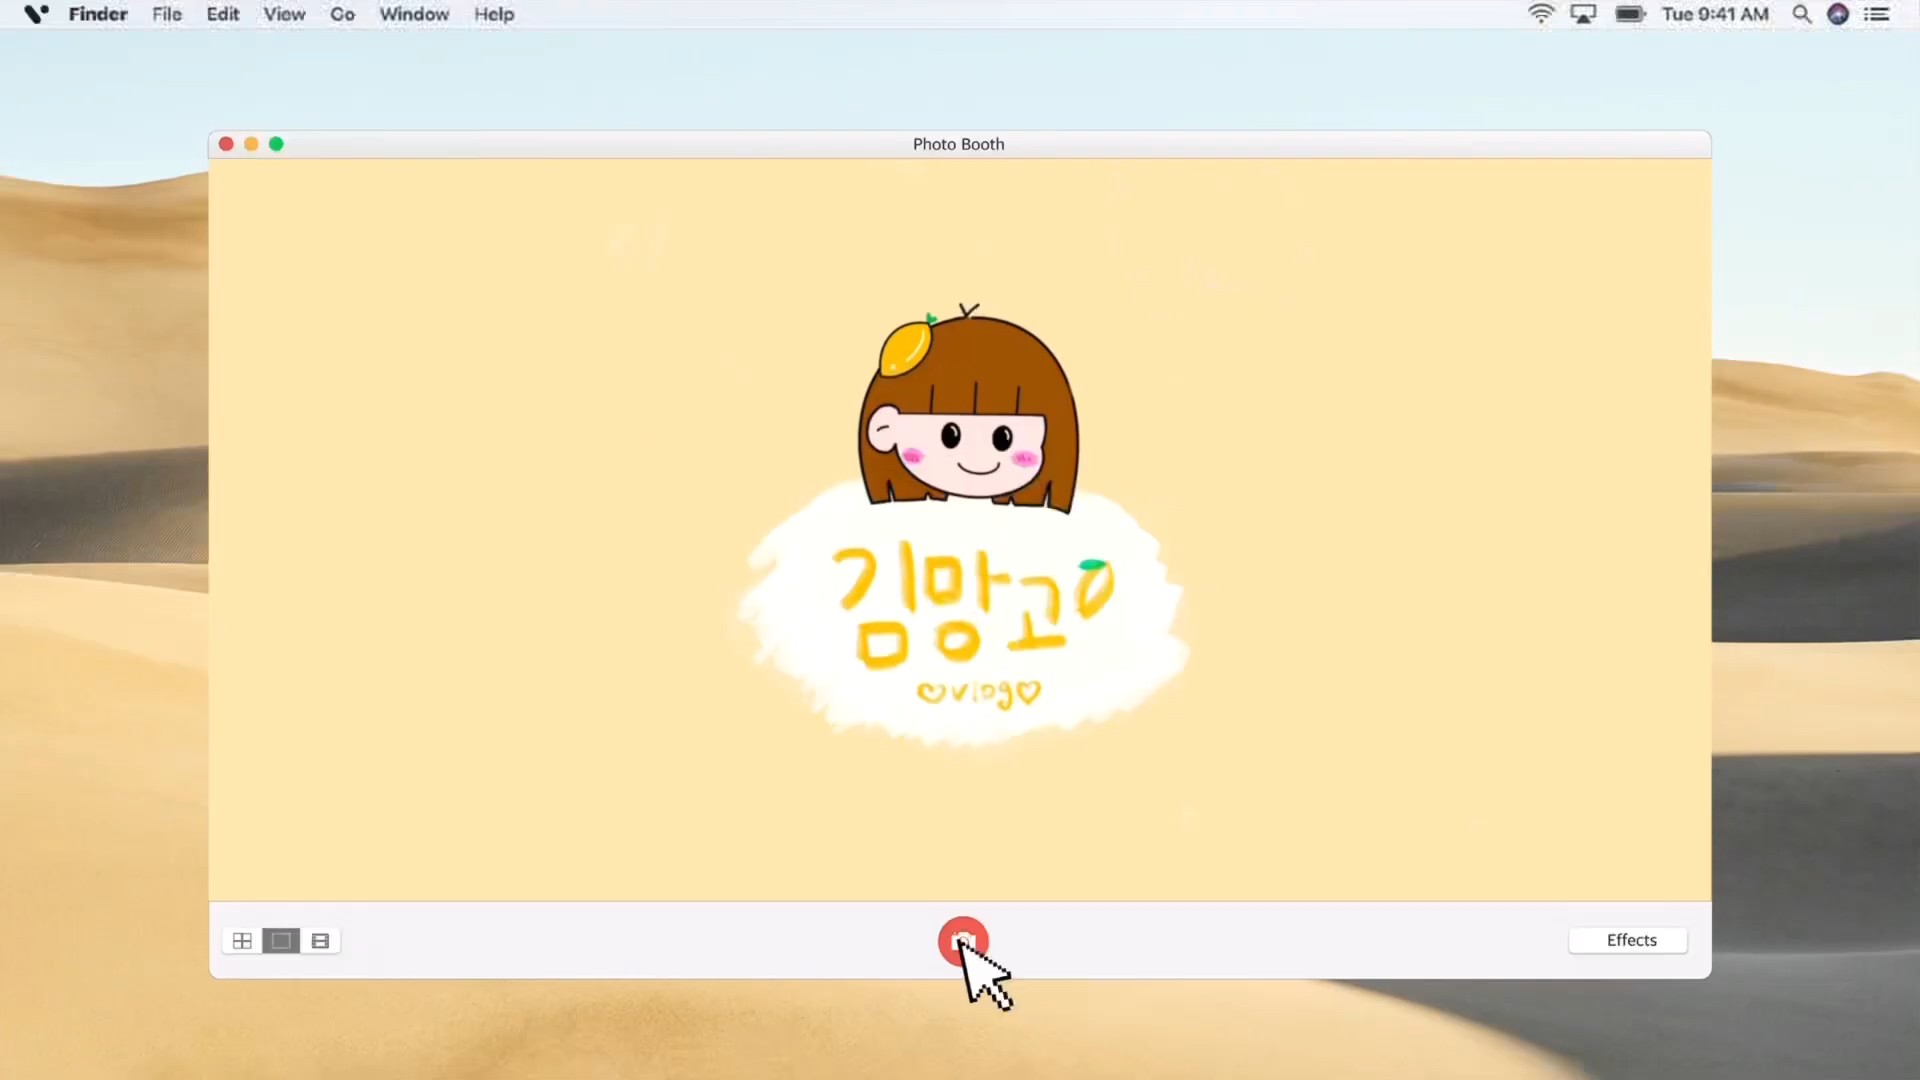 Finder File Edit View Go Window Help Tue 9:41 AM
Photo Booth
김망고
♡vlog♡
Effects